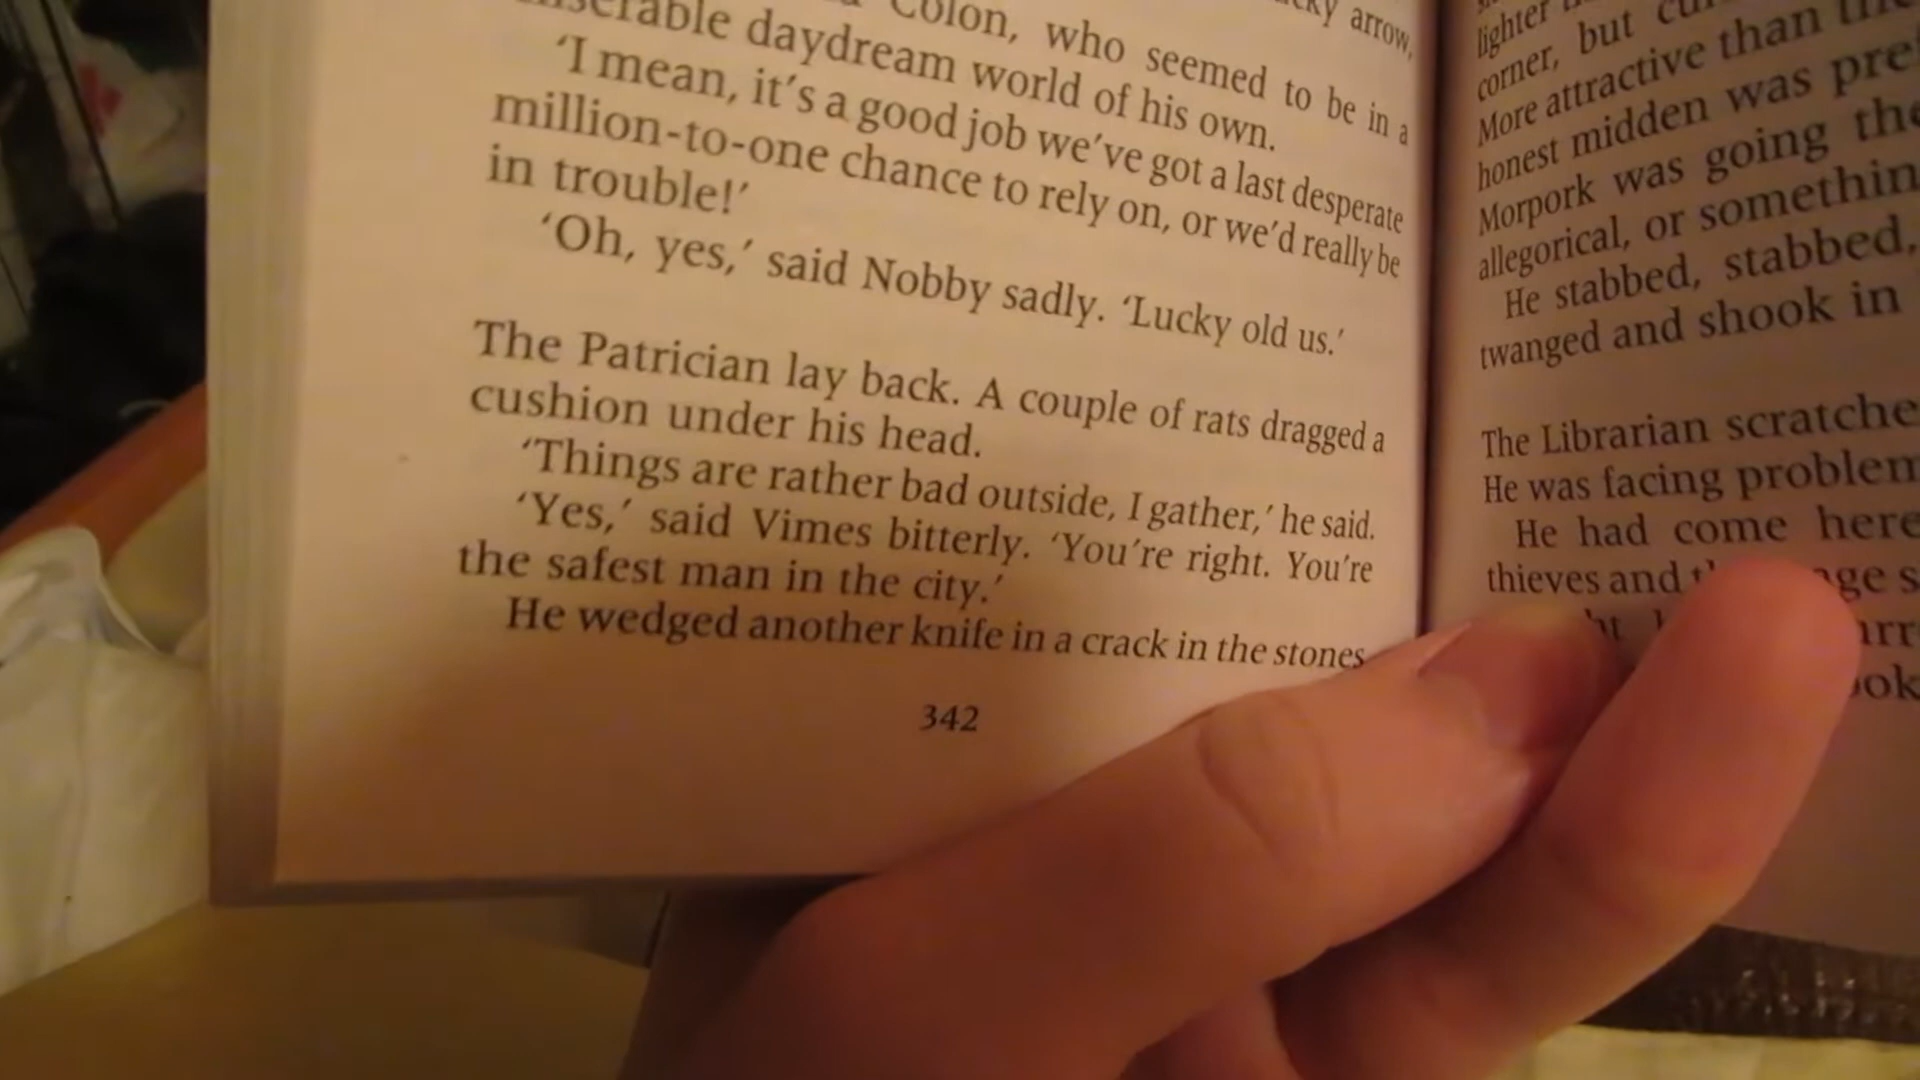 arrow,
Colon, who seemed to be in a
daydream world of his own.
‘I mean, it’s a good job we’ve got a last desperate
million-to-one chance to rely on, or we’d really be
in trouble!’
‘Oh, yes,’ said Nobby sadly. ‘Lucky old us.’
The Patrician lay back. A couple of rats dragged a
cushion under his head.
‘Things are rather bad outside, I gather,’ he said.
‘Yes,’ said Vimes bitterly. ‘You’re right. You’re
the safest man in the city.’
He wedged another knife in a crack in the stones
342
lighter
corner, but
More attractive than
honest midden was
Morpork was going
allegorical, or
He stabbed, stabbed,
twanged and shook in
The Librarian
He was facing
He had come here
thieves and